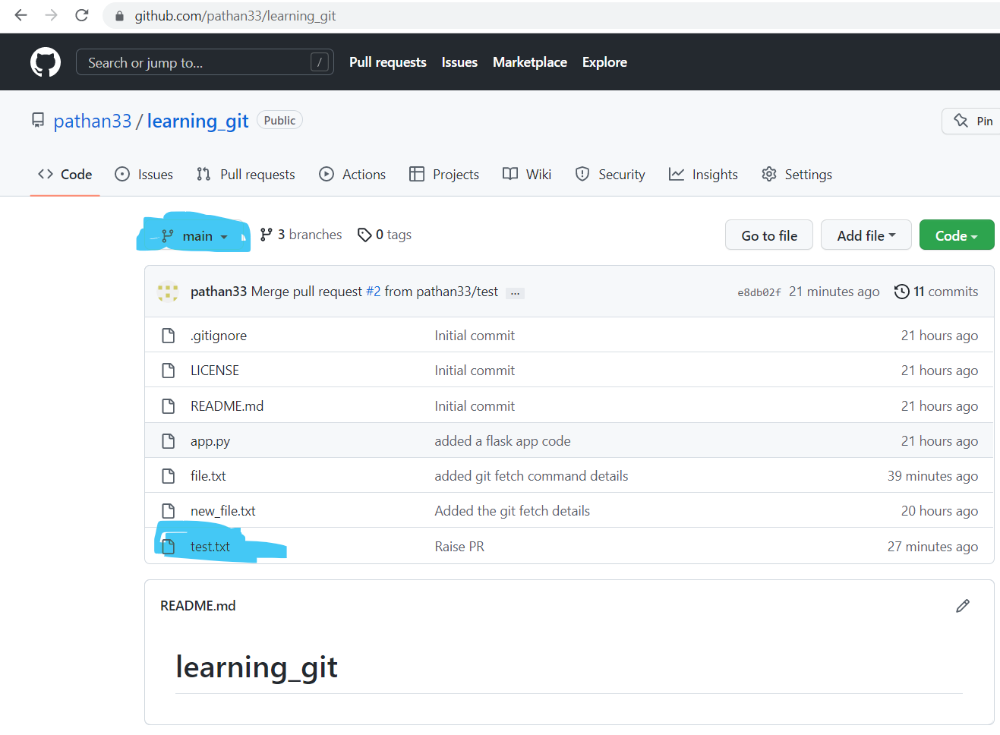 github.com/pathan33/learning_git
Search or jump to... / Pull requests Issues Marketplace Explore
pathan33 / learning_git Public Pin
Code Issues Pull requests Actions Projects Wiki Security Insights Settings
main 3 branches 0 tags Go to file Add file Code
pathan33 Merge pull request #2 from pathan33/test ... e8db02f 21 minutes ago 11 commits
.gitignore Initial commit 21 hours ago
LICENSE Initial commit 21 hours ago
README.md Initial commit 21 hours ago
app.py added a flask app code 21 hours ago
file.txt added git fetch command details 39 minutes ago
new_file.txt Added the git fetch details 20 hours ago
test.txt Raise PR 27 minutes ago
README.md
learning_git